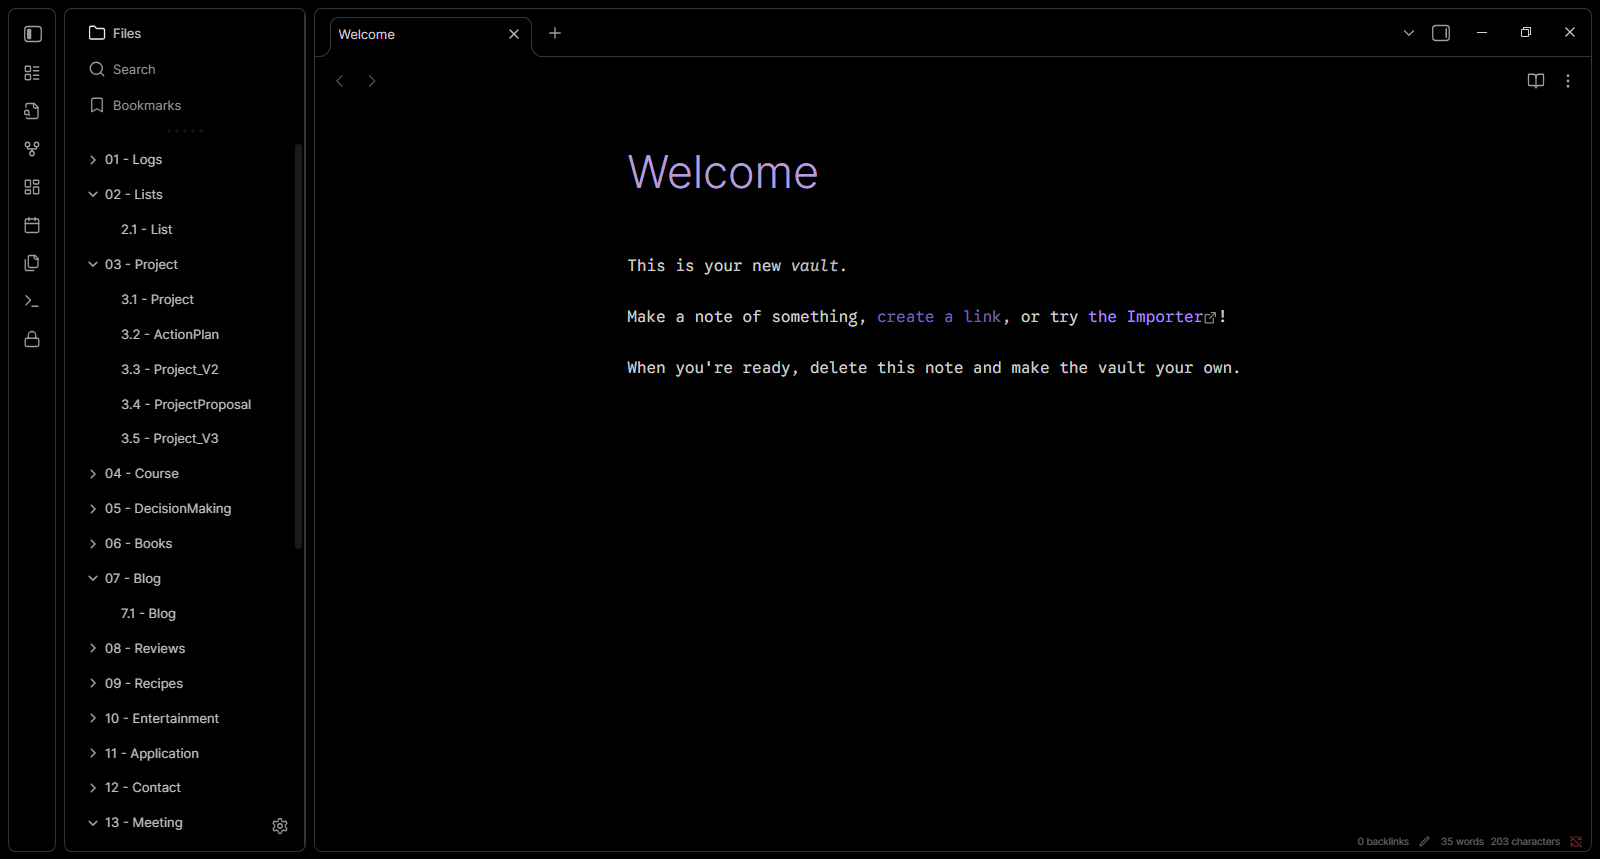 Files
Search
Bookmarks
01 - Logs
02 - Lists
2.1 - List
03 - Project
3.1 - Project
3.2 - ActionPlan
3.3 - Project_V2
3.4 - ProjectProposal
3.5 - Project_V3
04 - Course
05 - DecisionMaking
06 - Books
07 - Blog
7.1 - Blog
08 - Reviews
09 - Recipes
10 - Entertainment
11 - Application
12 - Contact
13 - Meeting
Welcome
Welcome
This is your new vault.
Make a note of something, create a link, or try the Importer!
When you're ready, delete this note and make the vault your own.
0 backlinks 35 words 203 characters